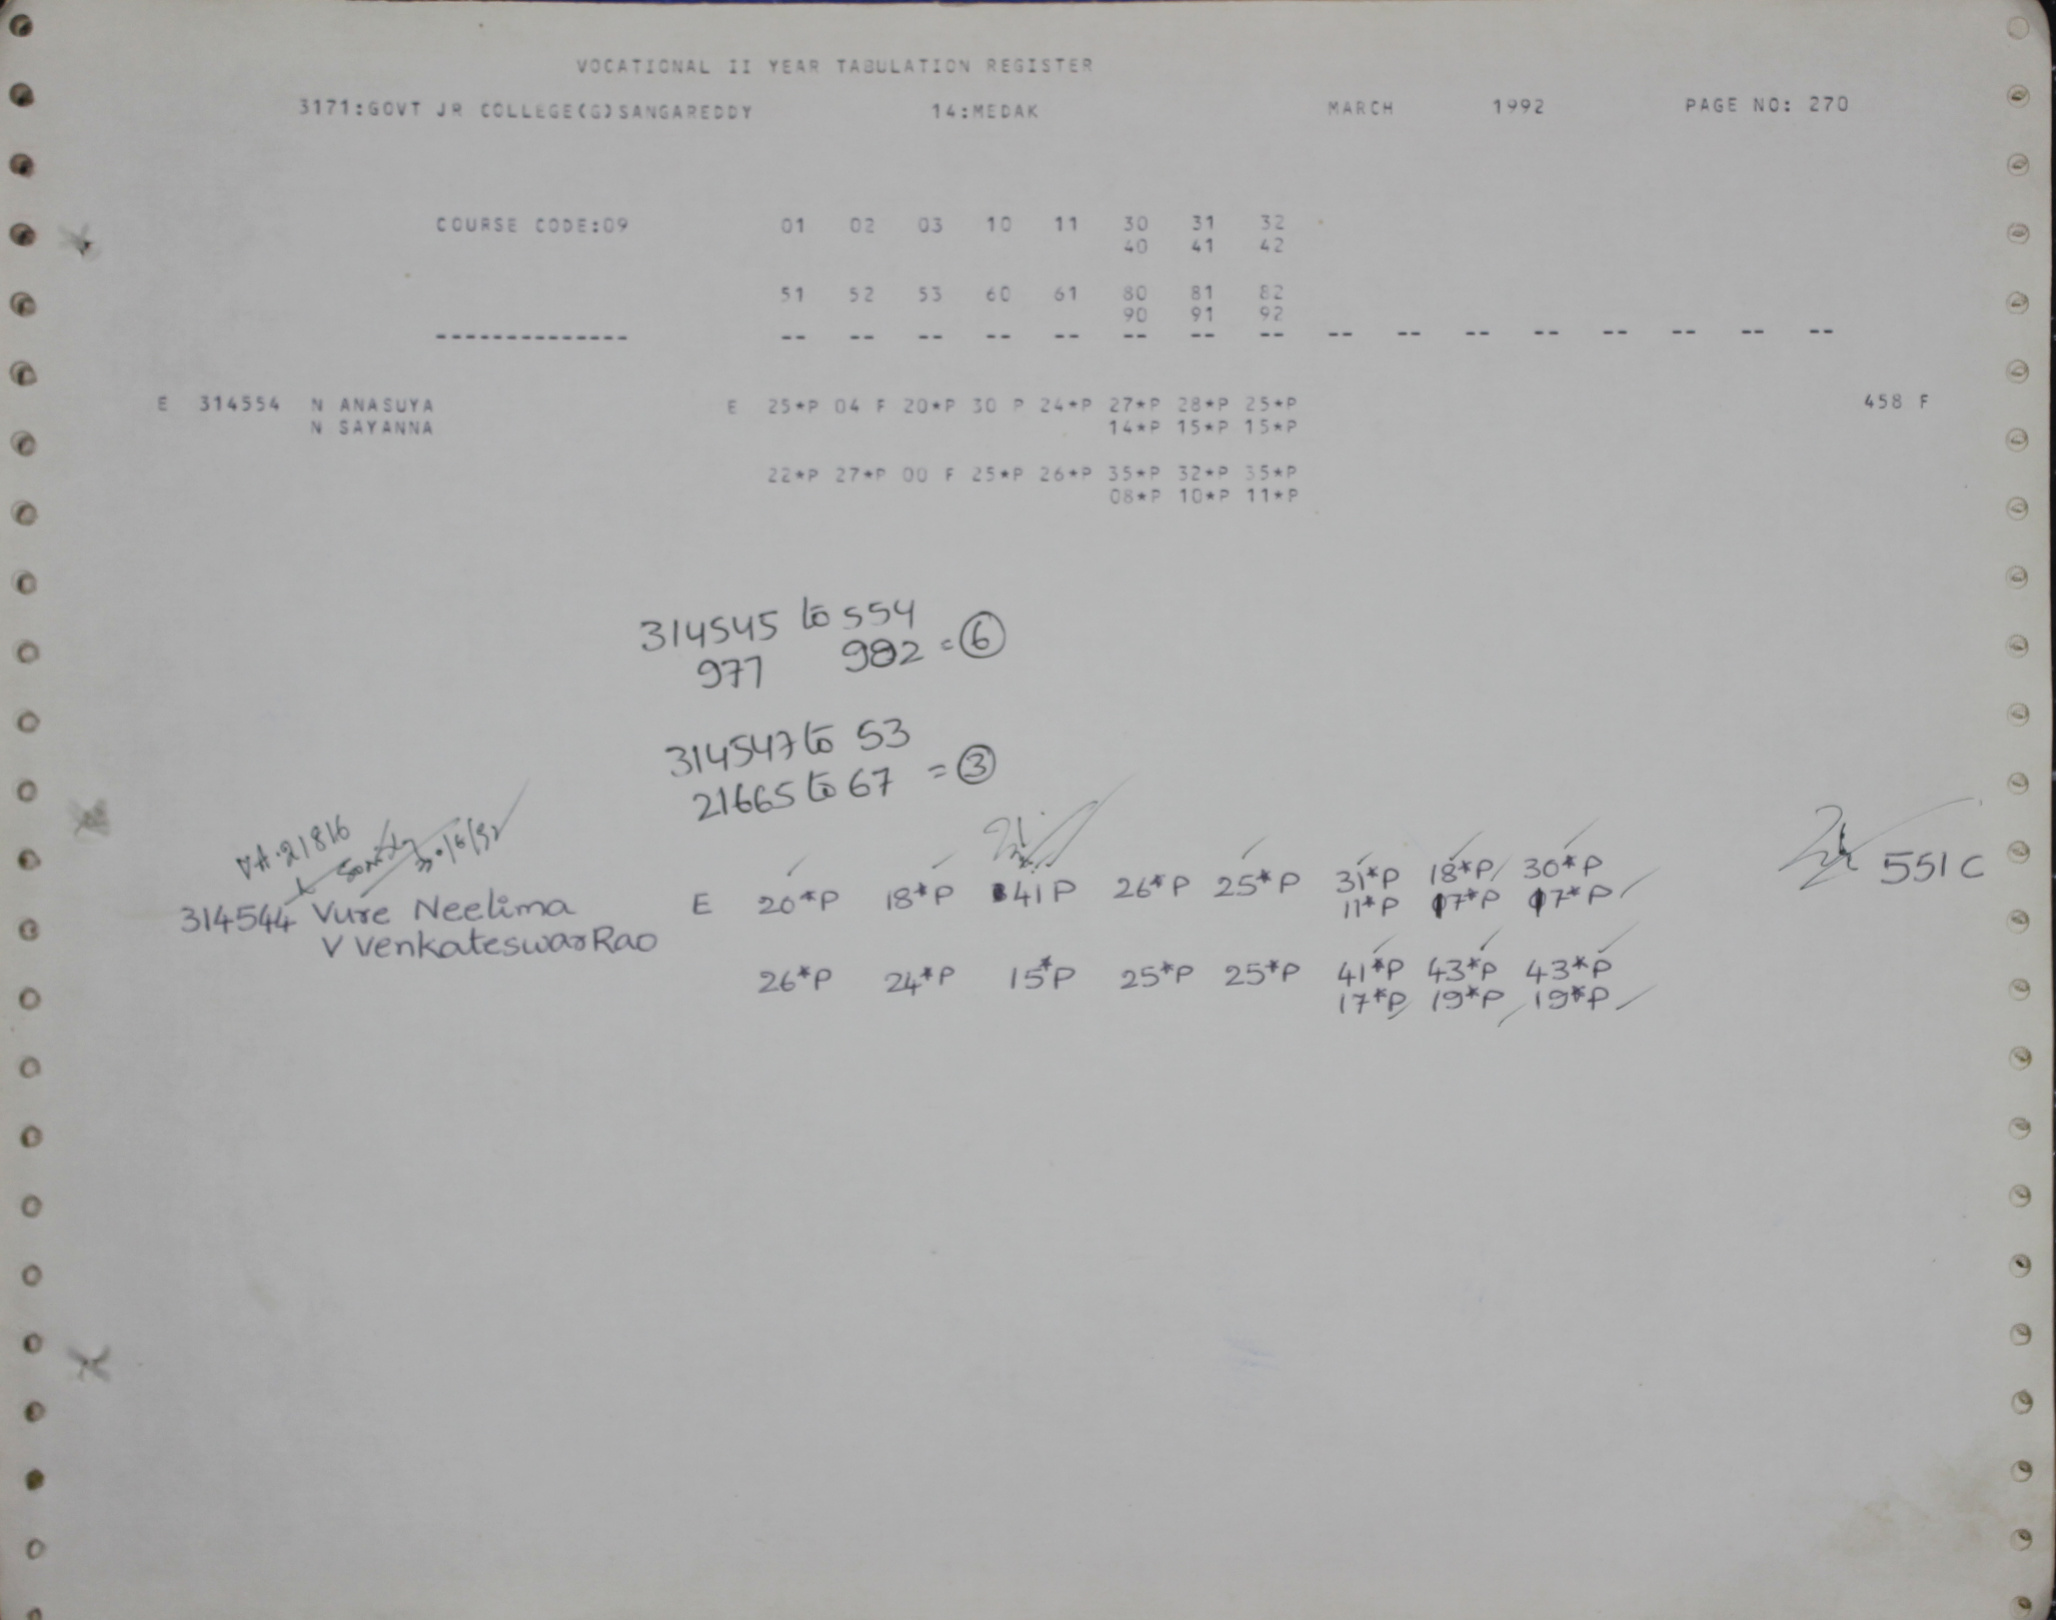 VOCATIONAL II YEAR TABULATION REGISTER
3171:GOVT JR COLLEGE(G)SANGAREDDY 14:MEDAK MARCH 1992 PAGE NO: 270
COURSE CODE:09 01 02 03 10 11 30 31 32
40 41 42
51 52 53 60 61 80 81 82
90 91 92
-------------- -- -- -- -- -- -- -- -- -- -- -- -- -- -- -- --
E 314554 N ANASUYA E 25*P 04 F 20*P 30 P 24*P 27*P 28*P 25*P 458 F
N SAYANNA 14*P 15*P 15*P
22*P 27*P 00 F 25*P 26*P 35*P 32*P 35*P
08*P 10*P 11*P
314545 to 554
977 982 = 6
314547 to 53
21665 to 67 = 3
21816
314544 Vure Neelima E 20*P 18*P 41 P 26*P 25*P 31*P 18*P 30*P 551 C
V Venkateswar Rao 11*P 17*P 17*P
26*P 24*P 15*P 25*P 25*P 41*P 43*P 43*P
17*P 19*P 19*P